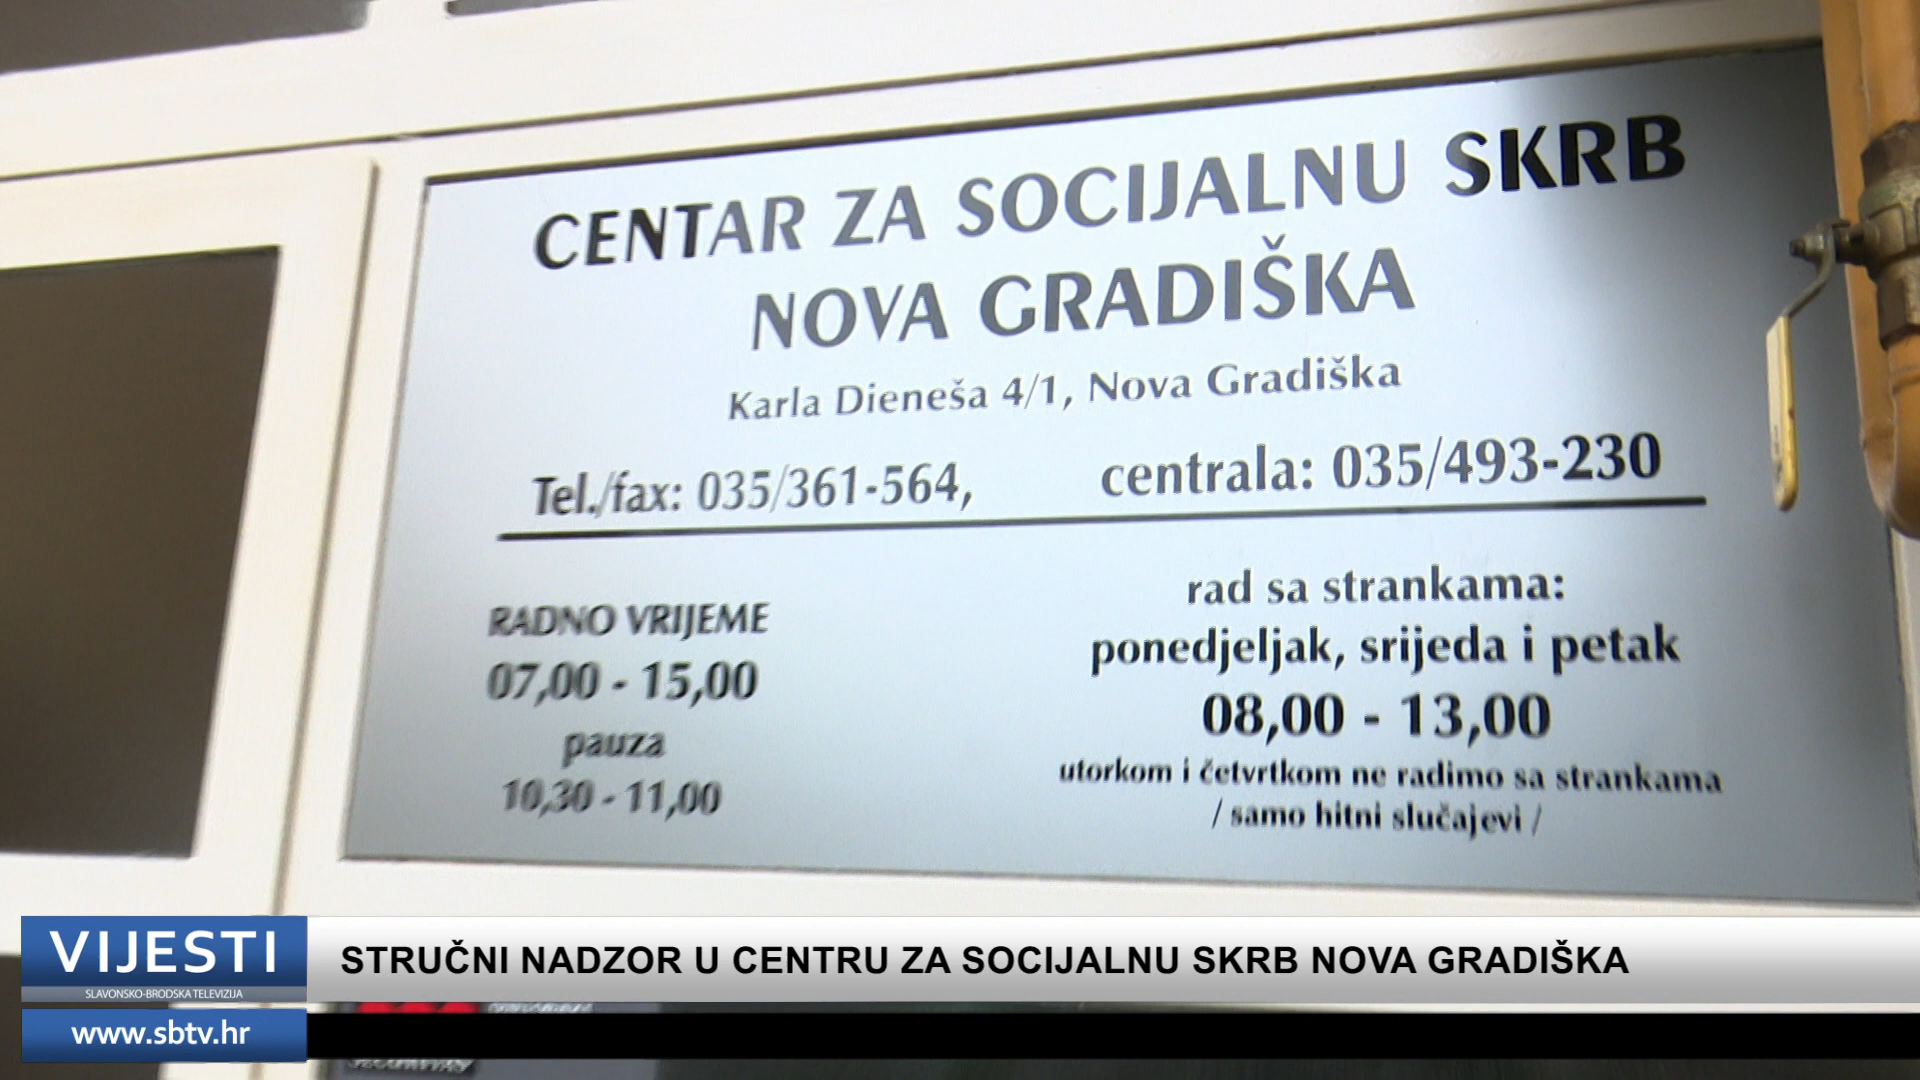 CENTAR ZA SOCIJALNU SKRB
NOVA GRADIŠKA
Karla Dieneša 4/1, Nova Gradiška
Tel./fax: 035/361-564, centrala: 035/493-230
RADNO VRIJEME
07,00 - 15,00
pauza
10,30 - 11,00
rad sa strankama:
ponedjeljak, srijeda i petak
08,00 - 13,00
utorkom i četvrtkom ne radimo sa strankama
/ samo hitni slučajevi /
VIJESTI
SLAVONSKO-BRODSKA TELEVIZIJA
STRUČNI NADZOR U CENTRU ZA SOCIJALNU SKRB NOVA GRADIŠKA
www.sbtv.hr